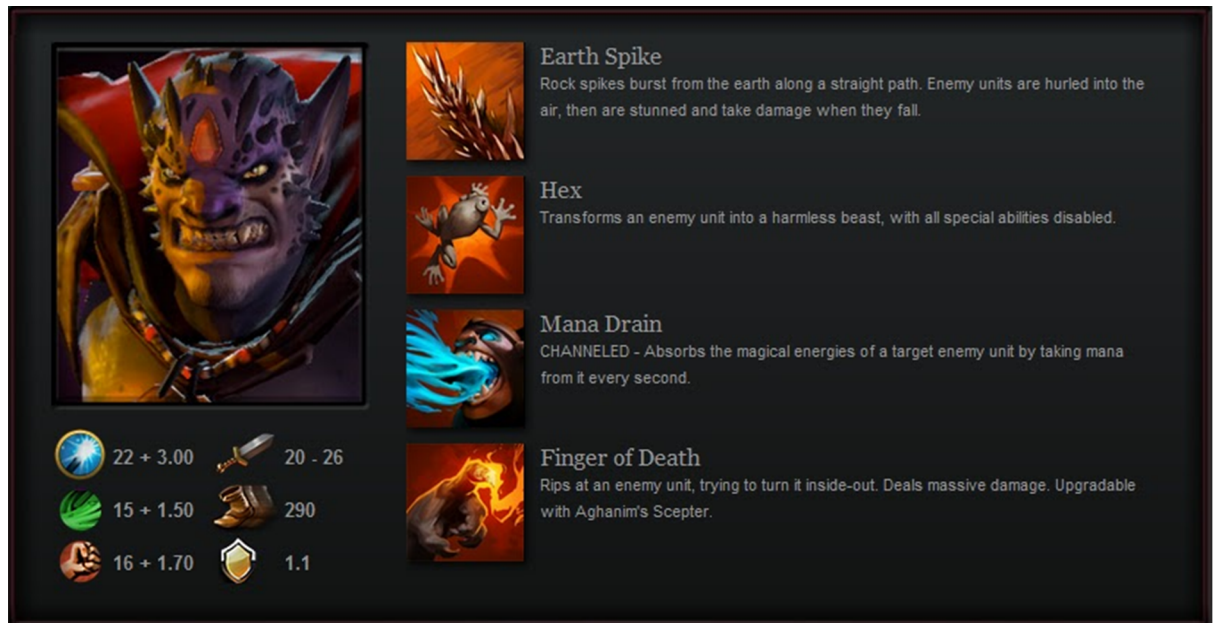 Earth Spike
Rock spikes burst from the earth along a straight path. Enemy units are hurled into the
air, then are stunned and take damage when they fall.
Hex
Transforms an enemy unit into a harmless beast, with all special abilities disabled.
Mana Drain
CHANNELED - Absorbs the magical energies of a target enemy unit by taking mana
from it every second.
Finger of Death
Rips at an enemy unit, trying to turn it inside-out. Deals massive damage. Upgradable
with Aghanim's Scepter.
22 + 3.00 20 - 26
15 + 1.50 290
16 + 1.70 1.1